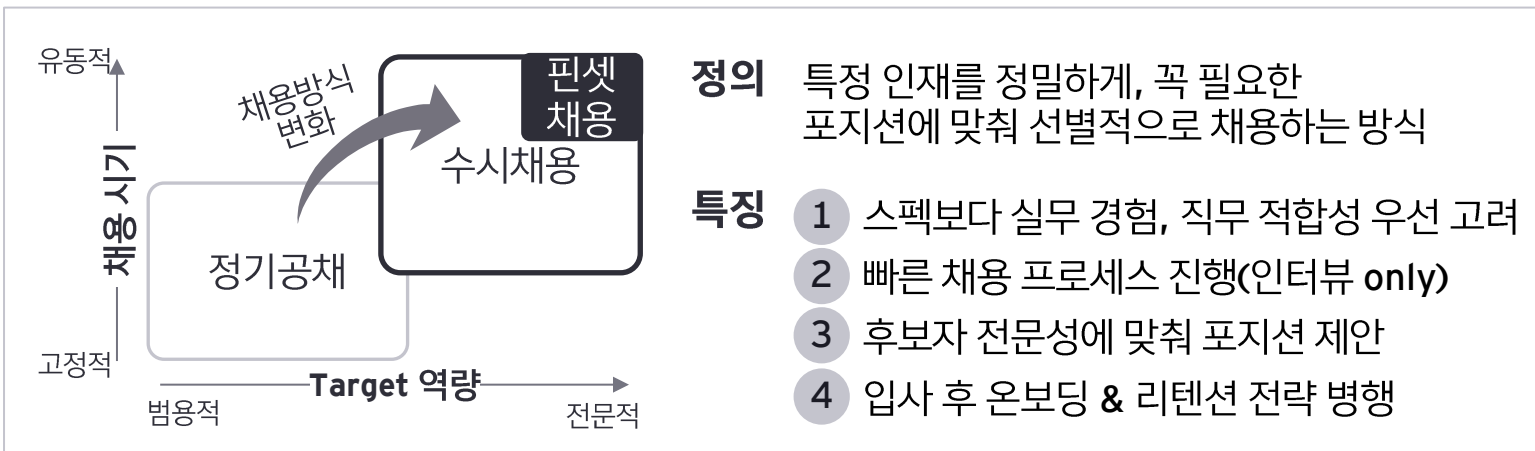 유동적
채용방식
변화
핀셋
채용
수시채용
채용 시기
정기공채
고정적
Target 역량
범용적
전문적
정의
특정 인재를 정밀하게, 꼭 필요한
포지션에 맞춰 선별적으로 채용하는 방식
특징
1 스펙보다 실무 경험, 직무 적합성 우선 고려
2 빠른 채용 프로세스 진행(인터뷰 only)
3 후보자 전문성에 맞춰 포지션 제안
4 입사 후 온보딩 & 리텐션 전략 병행